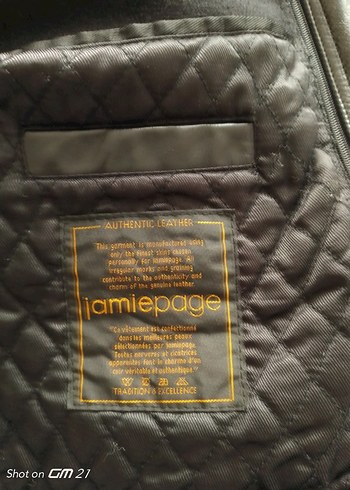 AUTHENTIC LEATHER
This garment is manufactured using
only the finest skins chosen
personally for jamiepage. All
irregular marks and graining
contribute to the authenticity and
charm of the genuine leather.
jamiepage
"Ce vêtement est confectionné
dans les meilleures peaux
sélectionnées par jamiepage.
Toutes nervures et cicatrices
apparentes font le charme d'un
cuir véritable et authentique."
TRADITION & EXCELLENCE
Shot on GM 21